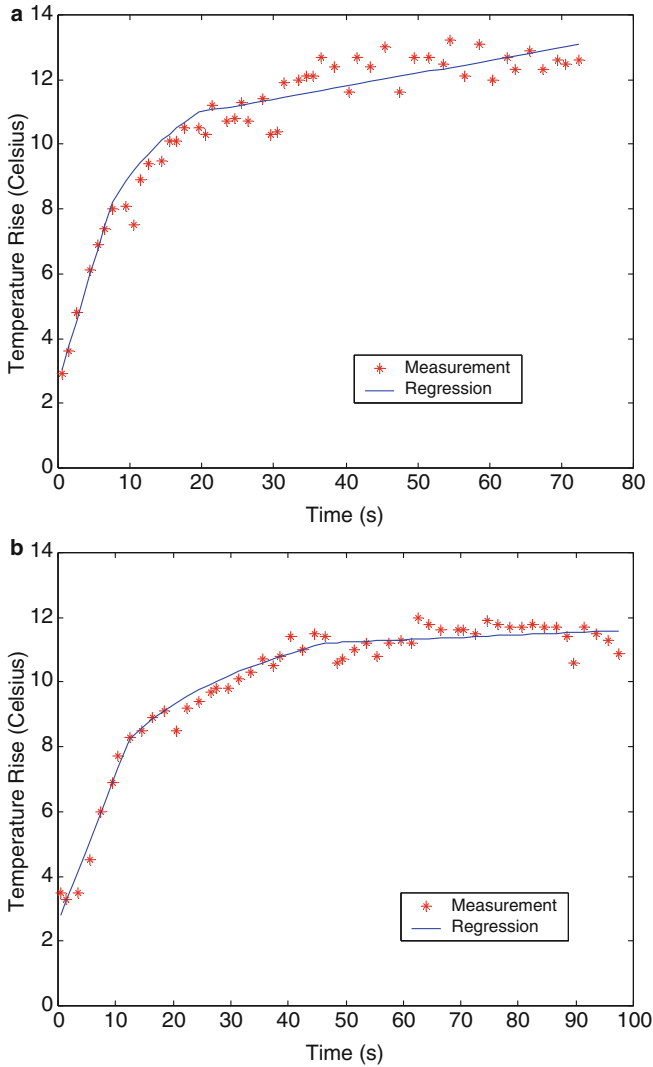 a
14
12
10
8
6
4
2
0
Temperature Rise (Celsius)
Measurement
Regression
0 10 20 30 40 50 60 70 80
Time (s)
b
14
12
10
8
6
4
2
0
Temperature Rise (Celsius)
Measurement
Regression
0 10 20 30 40 50 60 70 80 90 100
Time (s)